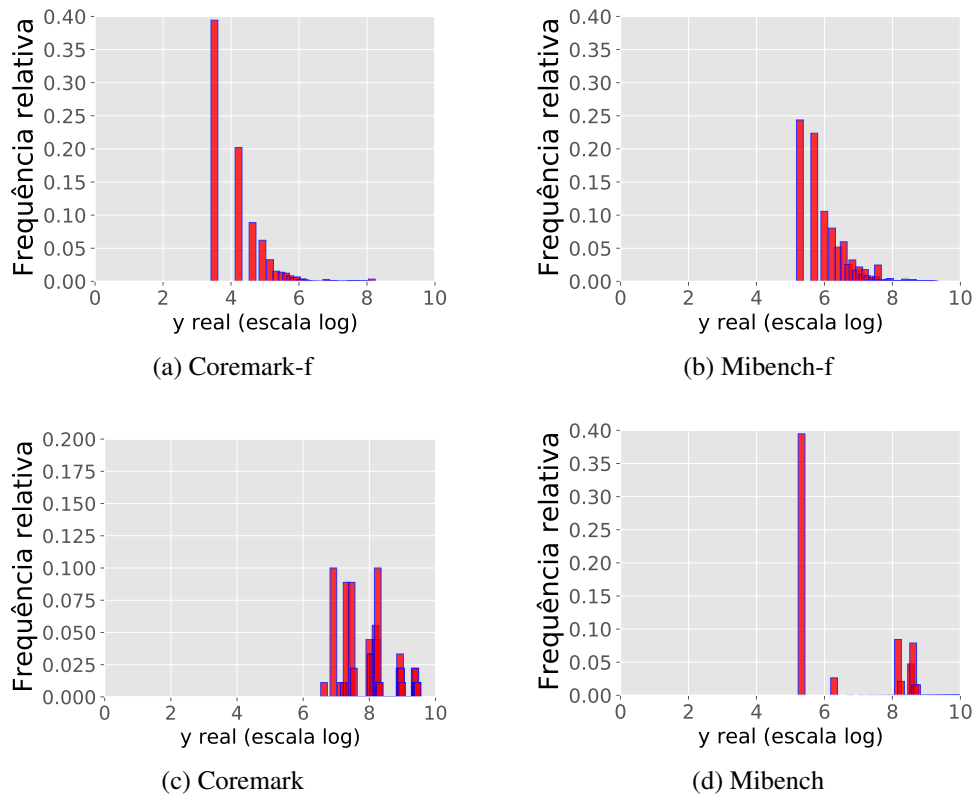 Frequência relativa
0.40
0.35
0.30
0.25
0.20
0.15
0.10
0.05
0.00
0 2 4 6 8 10
y real (escala log)
(a) Coremark-f
Frequência relativa
0.40
0.35
0.30
0.25
0.20
0.15
0.10
0.05
0.00
0 2 4 6 8 10
y real (escala log)
(b) Mibench-f
Frequência relativa
0.200
0.175
0.150
0.125
0.100
0.075
0.050
0.025
0.000
0 2 4 6 8 10
y real (escala log)
(c) Coremark
Frequência relativa
0.40
0.35
0.30
0.25
0.20
0.15
0.10
0.05
0.00
0 2 4 6 8 10
y real (escala log)
(d) Mibench